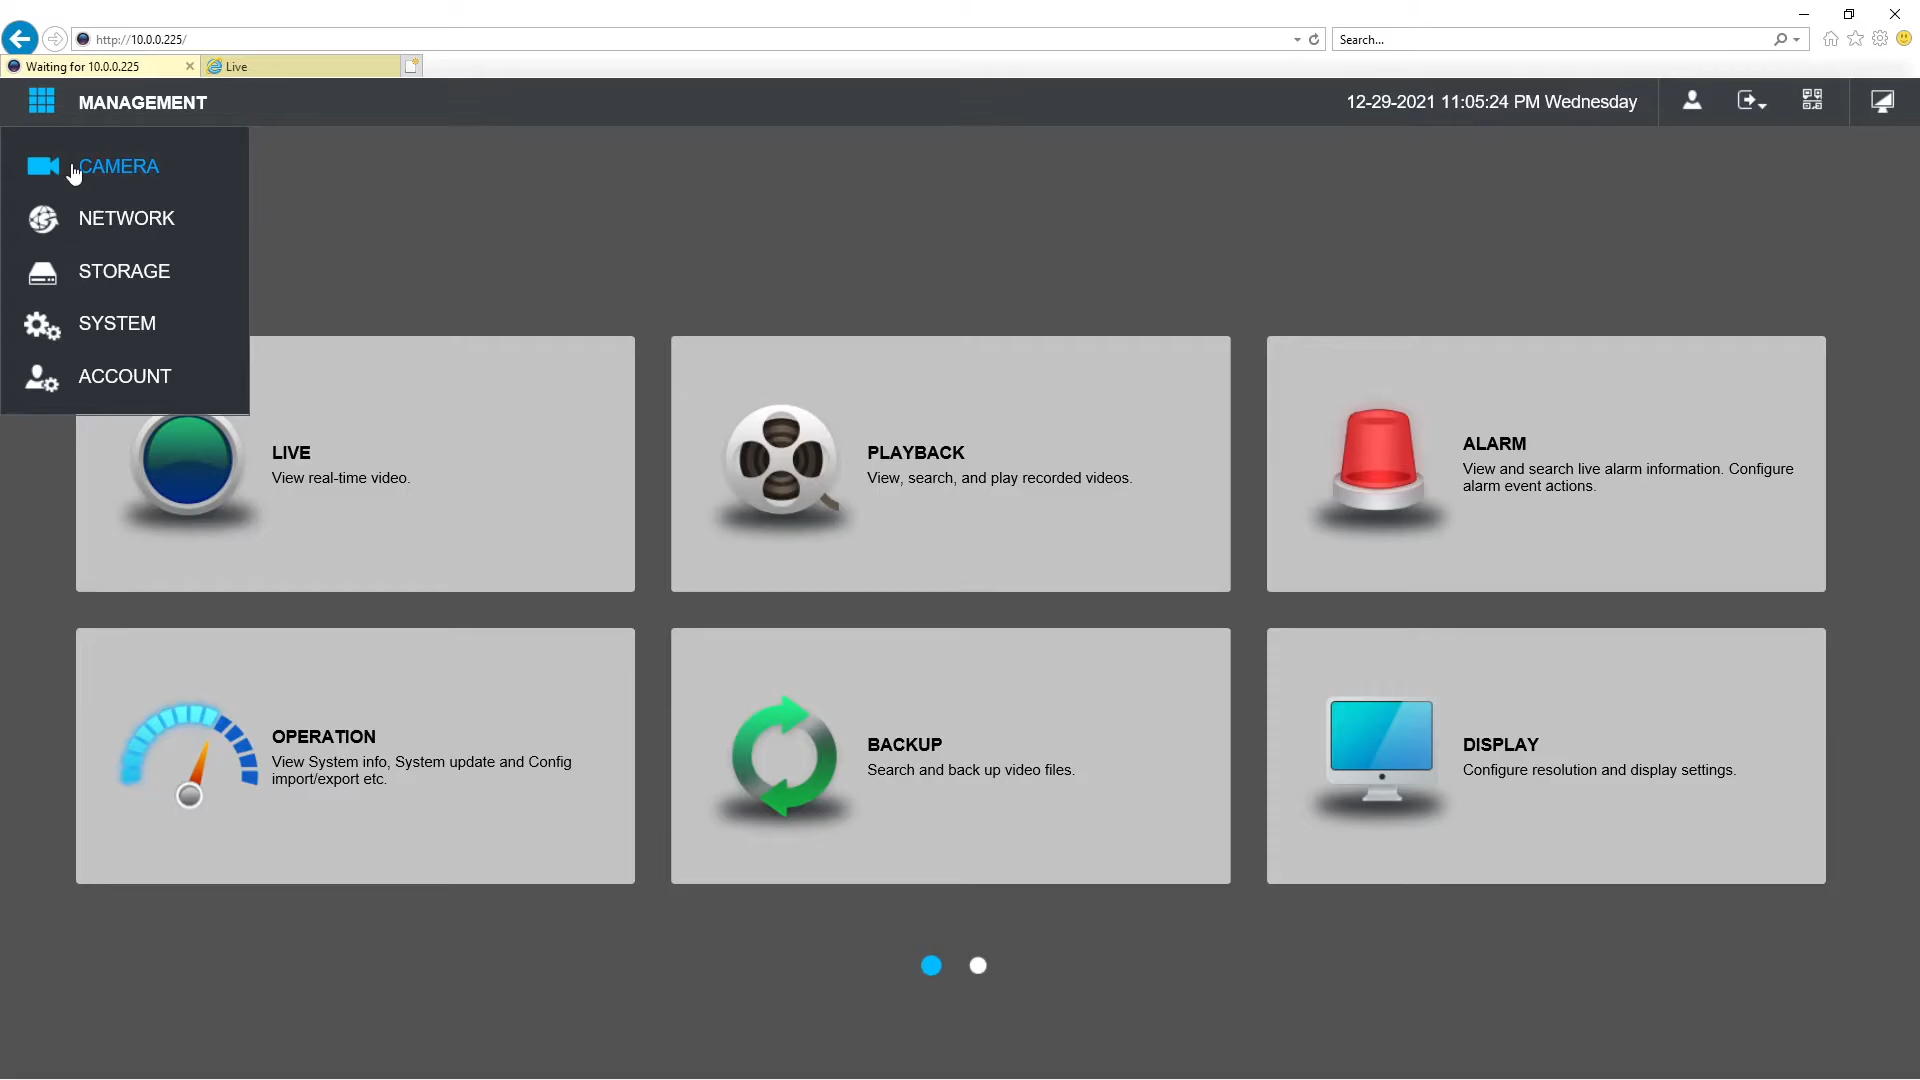 http://10.0.0.225/
Search...
Waiting for 10.0.0.225
Live
MANAGEMENT
12-29-2021 11:05:24 PM Wednesday
CAMERA
NETWORK
STORAGE
SYSTEM
ACCOUNT
LIVE
View real-time video.
PLAYBACK
View, search, and play recorded videos.
ALARM
View and search live alarm information. Configure
alarm event actions.
OPERATION
View System info, System update and Config
import/export etc.
BACKUP
Search and back up video files.
DISPLAY
Configure resolution and display settings.